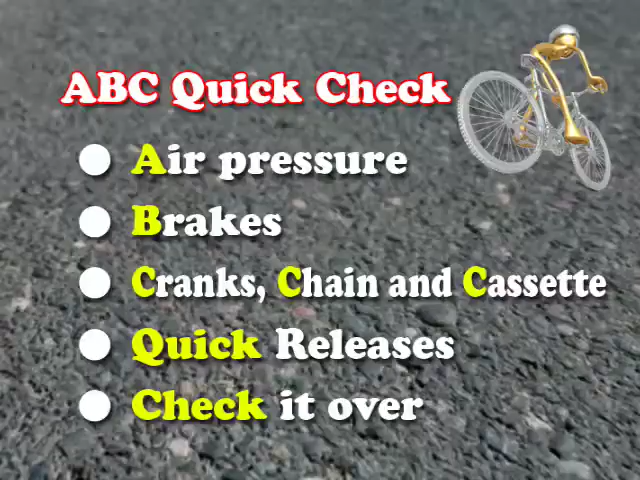 ABC Quick Check
Air pressure
Brakes
Cranks, Chain and Cassette
Quick Releases
Check it over